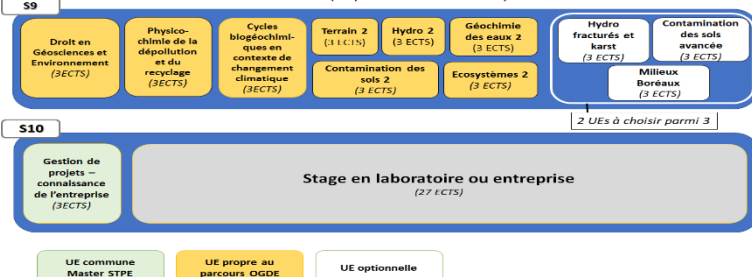 S9
Droit en
Géosciences et
Environnement
(3ECTS)
Physico-
chimie de la
dépollution
et du
recyclage
(3ECTS)
Cycles
biogéochimi-
ques en
contexte de
changement
climatique
(3ECTS)
Terrain 2
(3 ECTS)
Hydro 2
(3 ECTS)
Géochimie
des eaux 2
(3 ECTS)
Contamination des
sols 2
(3 ECTS)
Ecosystèmes 2
(3 ECTS)
Hydro
fracturés et
karst
(3 ECTS)
Contamination
des sols
avancée
(3 ECTS)
Milieux
Boréaux
(3 ECTS)
2 UEs à choisir parmi 3
S10
Gestion de
projets –
connaissance
de l'entreprise
(3ECTS)
Stage en laboratoire ou entreprise
(27 ECTS)
UE commune
Master STPE
UE propre au
parcours OGDE
UE optionnelle